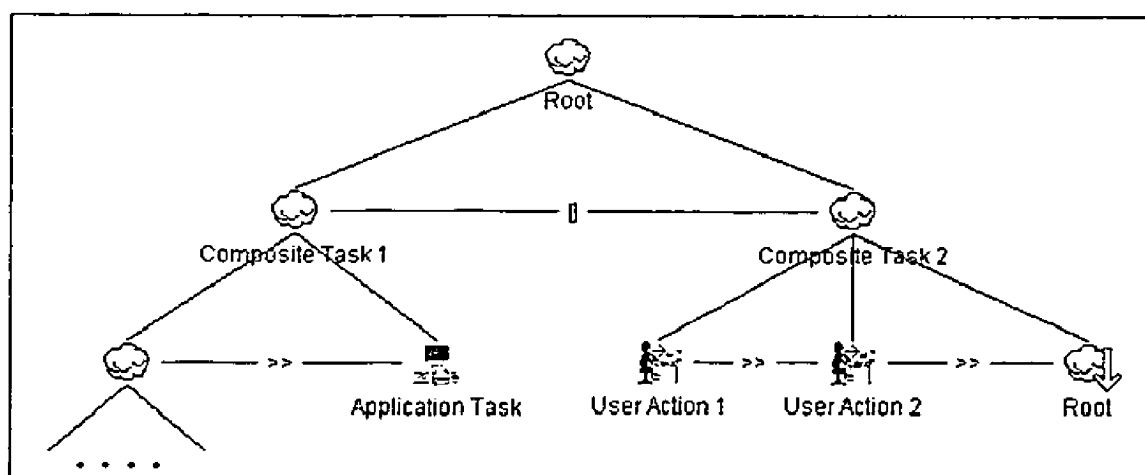 Root
[]
Composite Task 1
Composite Task 2
>>
>>
>>
Application Task
User Action 1
User Action 2
Root
. . . .